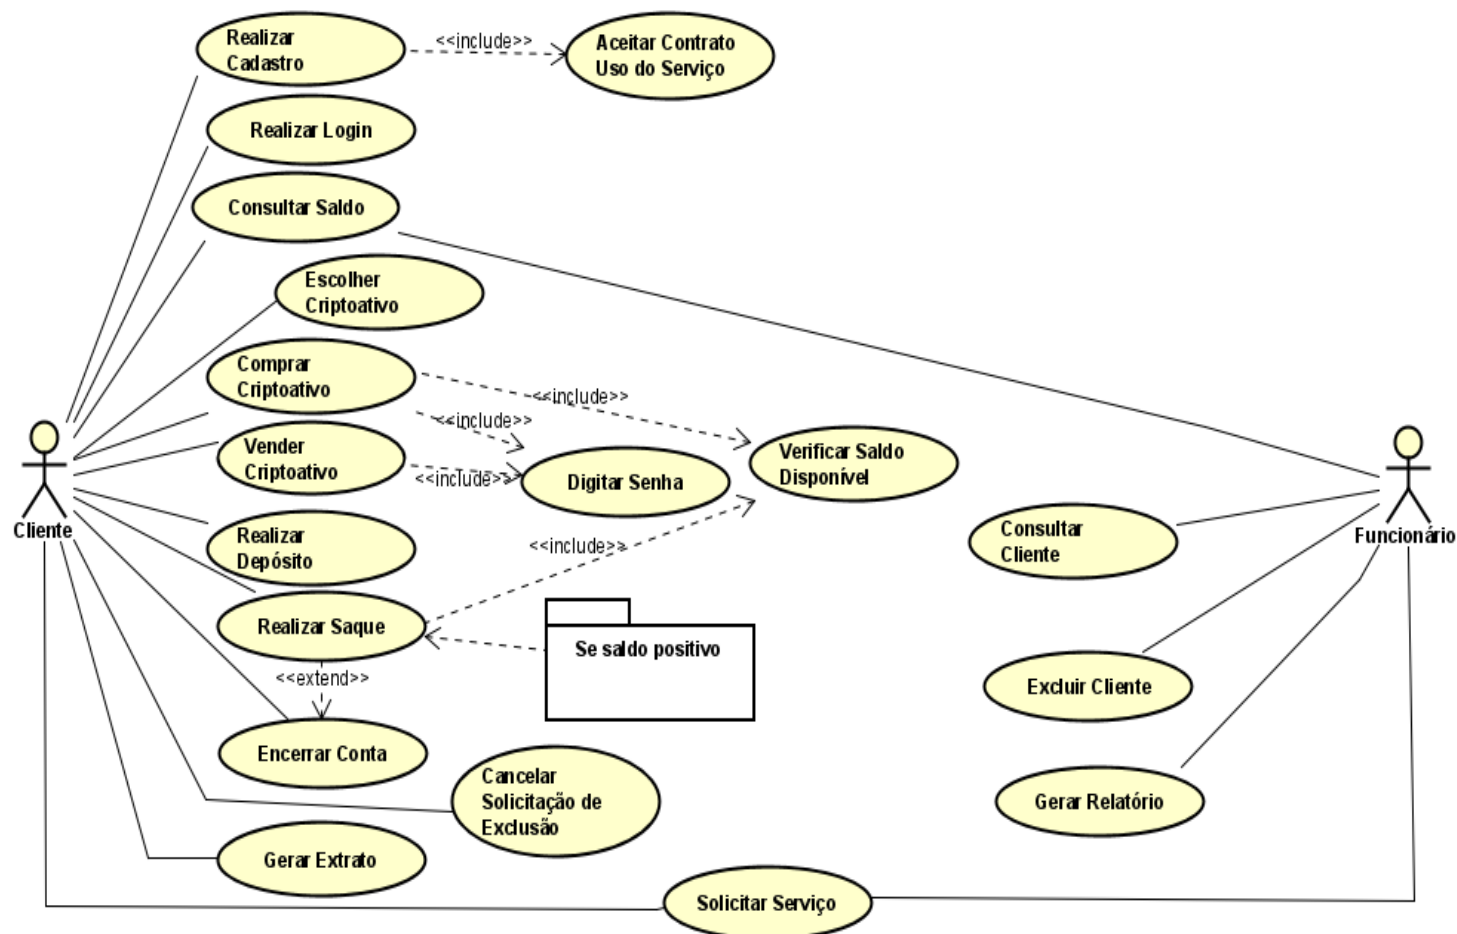 Realizar
Cadastro
<<include>>
Aceitar Contrato
Uso do Serviço
Realizar Login
Consultar Saldo
Escolher
Criptoativo
Comprar
Criptoativo
<<include>>
<<include>>
Vender
Criptoativo
<<include>>
Digitar Senha
Verificar Saldo
Disponível
Cliente
Realizar
Depósito
<<include>>
Consultar
Cliente
Funcionário
Realizar Saque
Se saldo positivo
<<extend>>
Excluir Cliente
Encerrar Conta
Cancelar
Solicitação de
Exclusão
Gerar Relatório
Gerar Extrato
Solicitar Serviço